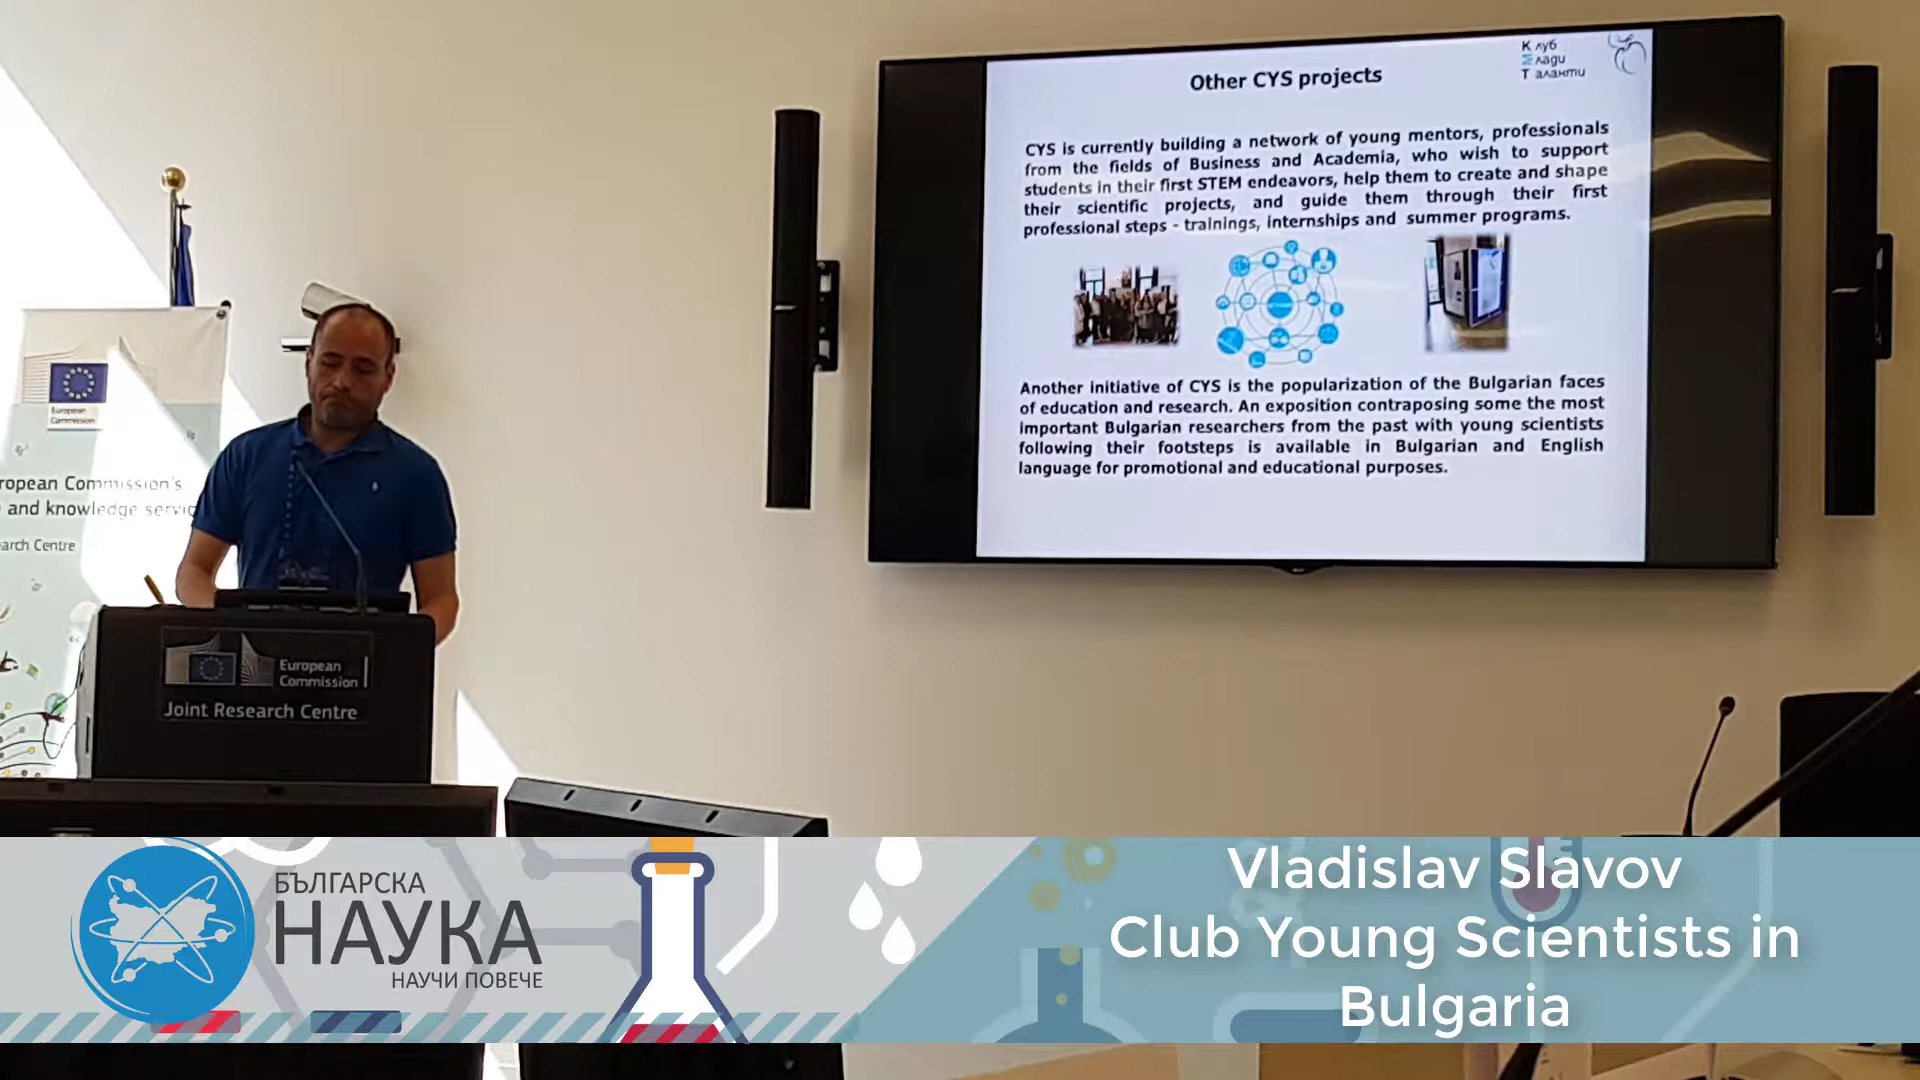 Other CYS projects
Клуб
Млади
Таланти
CYS is currently building a network of young mentors, professionals
from the fields of Business and Academia, who wish to support
students in their first STEM endeavors, help them to create and shape
their scientific projects, and guide them through their first
professional steps - trainings, internships and summer programs.
Another initiative of CYS is the popularization of the Bulgarian faces
of education and research. An exposition contraposing some the most
important Bulgarian researchers from the past with young scientists
following their footsteps is available in Bulgarian and English
language for promotional and educational purposes.
European
Commission
ropean Commission's
and knowledge servic
arch Centre
European
Commission
Joint Research Centre
БЪЛГАРСКА
НАУКА
НАУЧИ ПОВЕЧЕ
Vladislav Slavov
Club Young Scientists in
Bulgaria